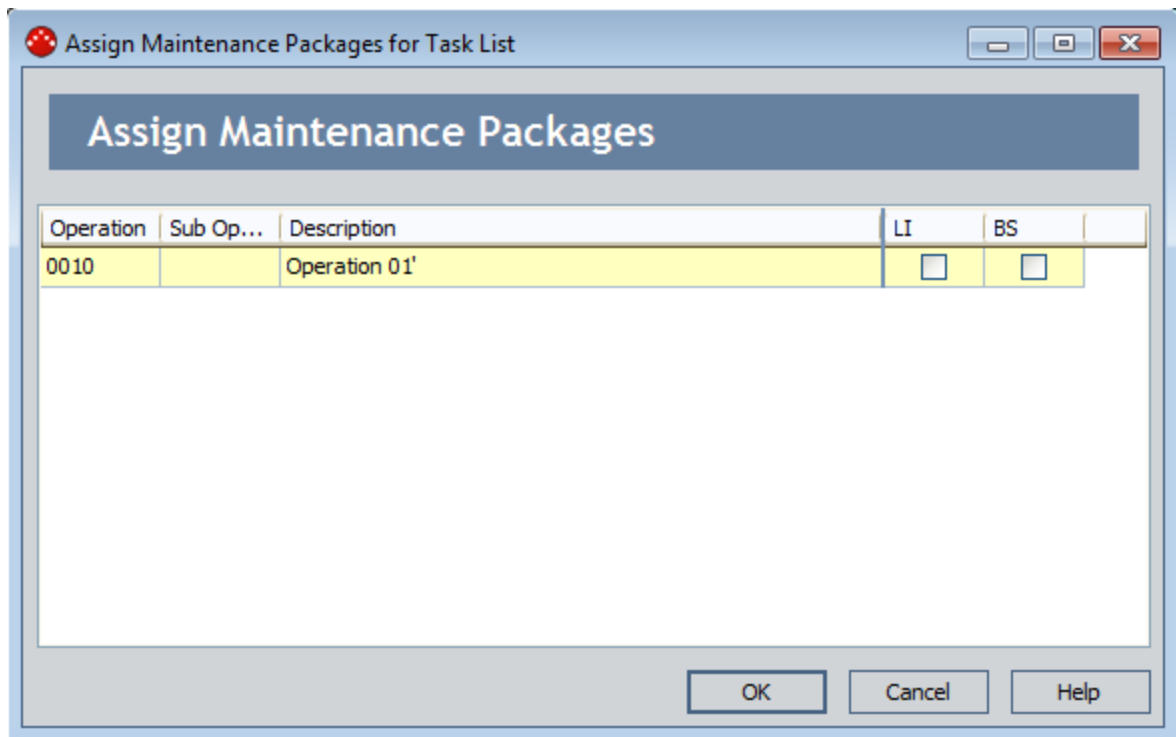 Assign Maintenance Packages for Task List
Assign Maintenance Packages
Operation Sub Op... Description LI BS
0010 Operation 01'
OK Cancel Help